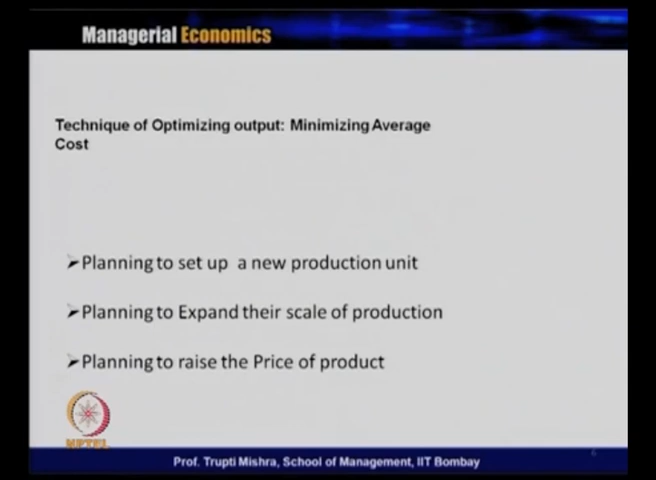 Managerial Economics
Technique of Optimizing output: Minimizing Average
Cost
➢Planning to set up a new production unit
➢Planning to Expand their scale of production
➢Planning to raise the Price of product
NPTEL
Prof. Trupti Mishra, School of Management, IIT Bombay
6